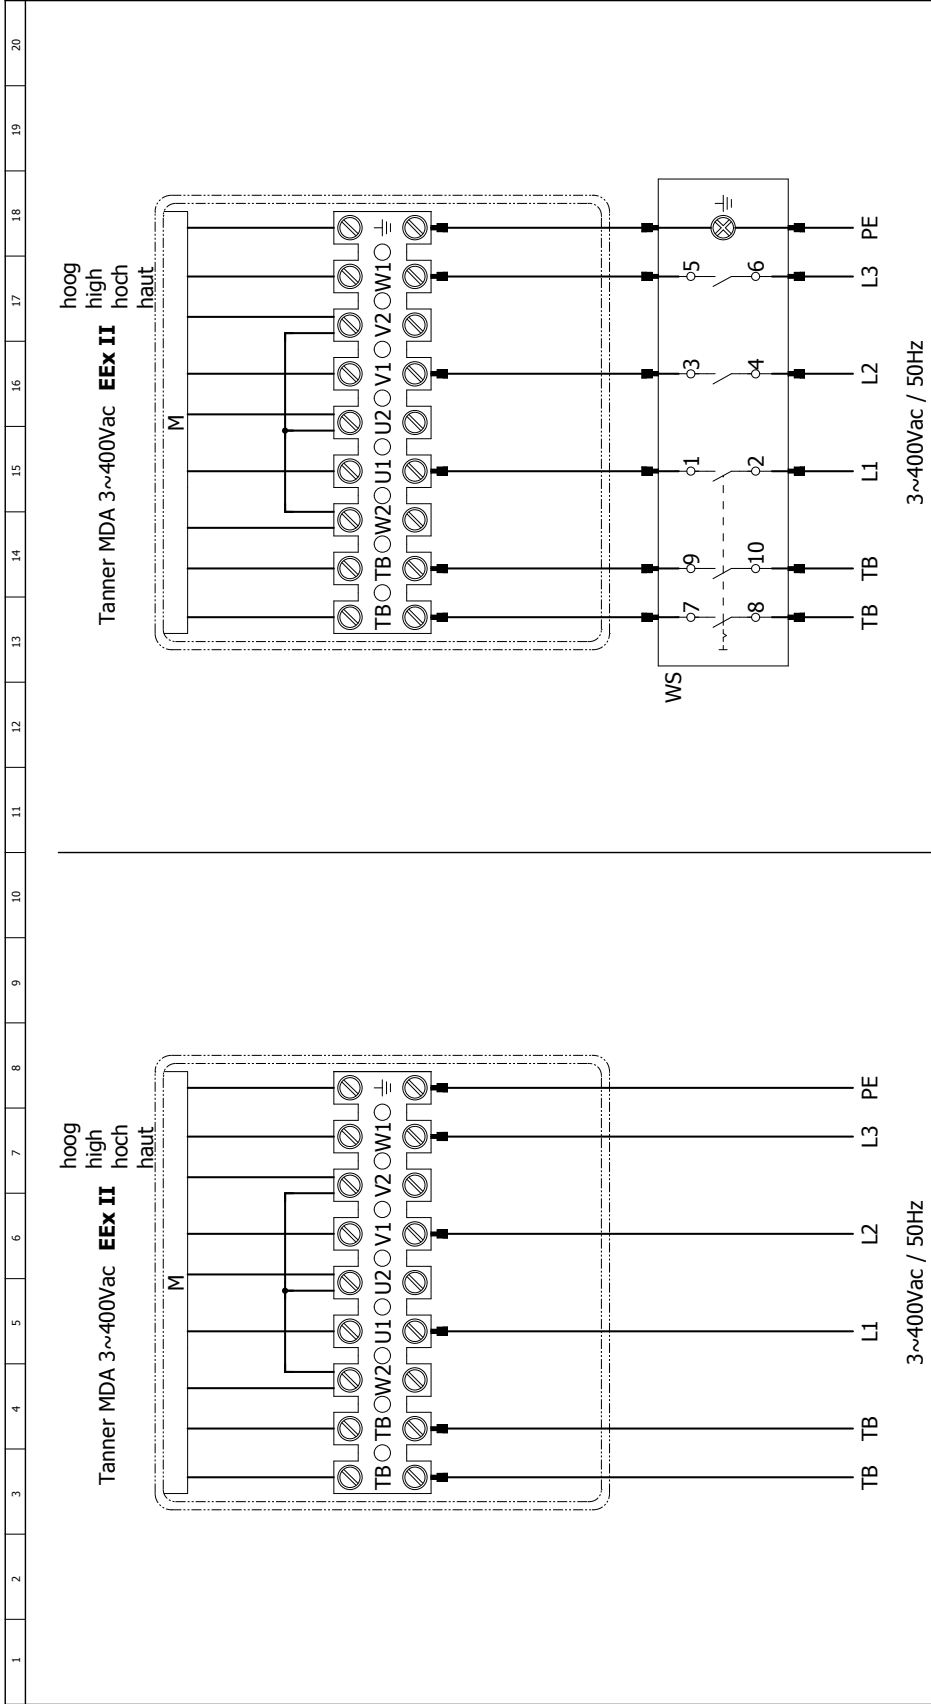 1 2 3 4 5 6 7 8 9 10 11 12 13 14 15 16 17 18 19 20
hoog
high
hoch
haut
Tanner MDA 3~400Vac EEx II
M
TB TB W2 U1 U2 V1 V2 W1
TB TB L1 L2 L3 PE
3~400Vac / 50Hz
hoog
high
hoch
haut
Tanner MDA 3~400Vac EEx II
M
TB TB W2 U1 U2 V1 V2 W1
WS
7 9 1 3 5
8 10 2 4 6
TB TB L1 L2 L3 PE
3~400Vac / 50Hz